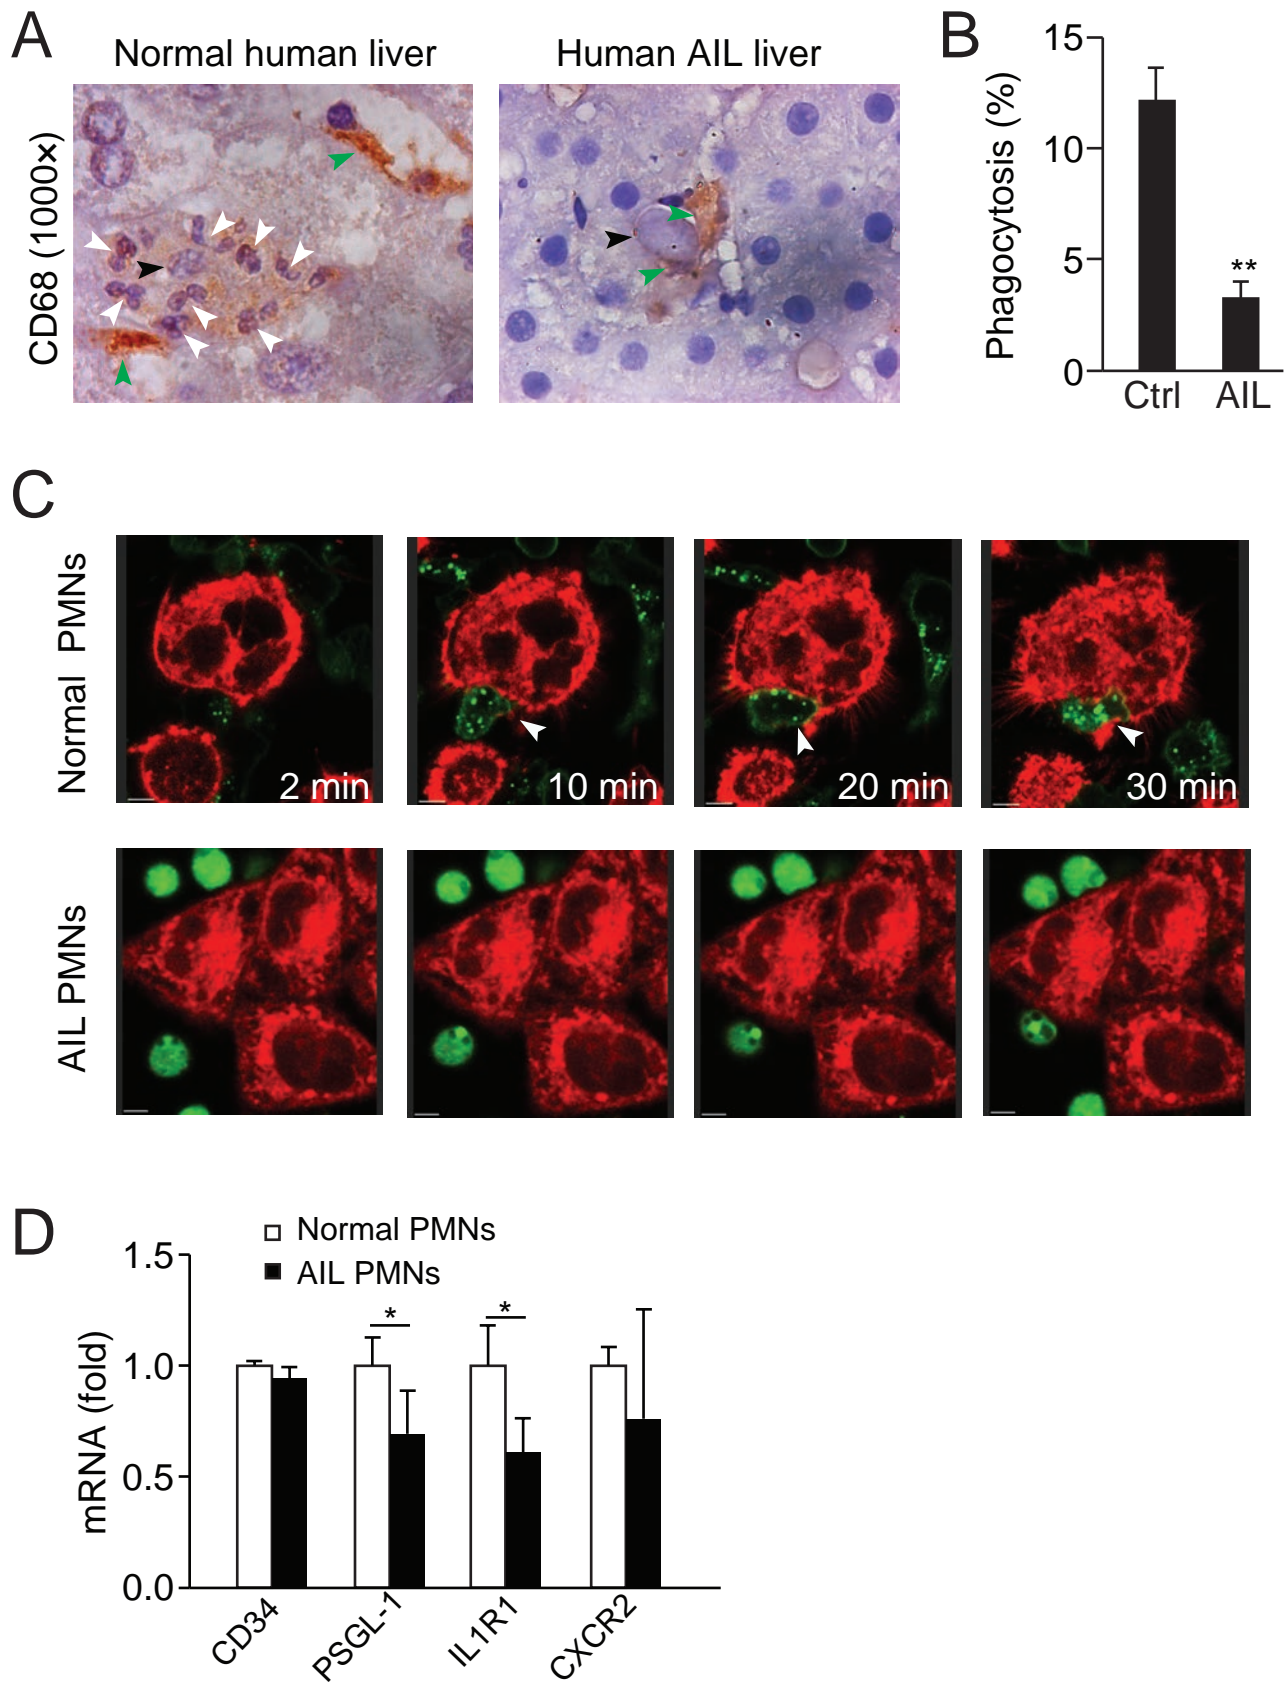 A
Normal human liver
Human AIL liver
CD68 (1000×)
B
Phagocytosis (%)
15
10
5
0
**
Ctrl
AIL
C
Normal PMNs
2 min
10 min
20 min
30 min
AIL PMNs
D
Normal PMNs
AIL PMNs
mRNA (fold)
1.5
1.0
0.5
0.0
*
*
CD34
PSGL-1
IL1R1
CXCR2